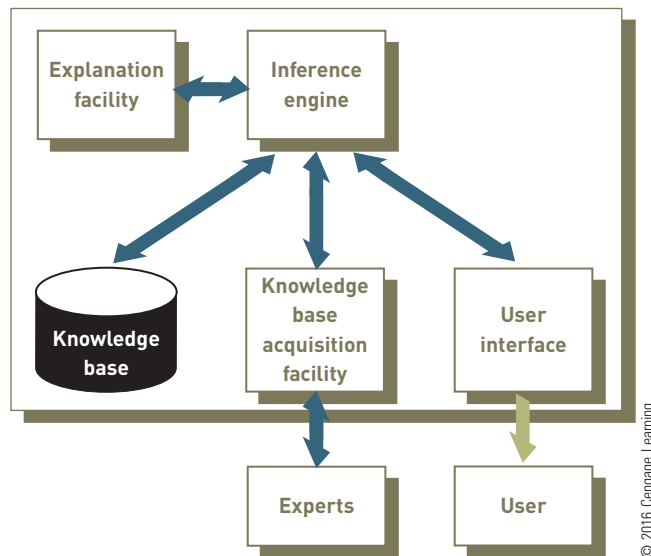 Explanation
facility
Inference
engine
Knowledge
base
Knowledge
base
acquisition
facility
User
interface
Experts
User
© 2016 Cengage Learning